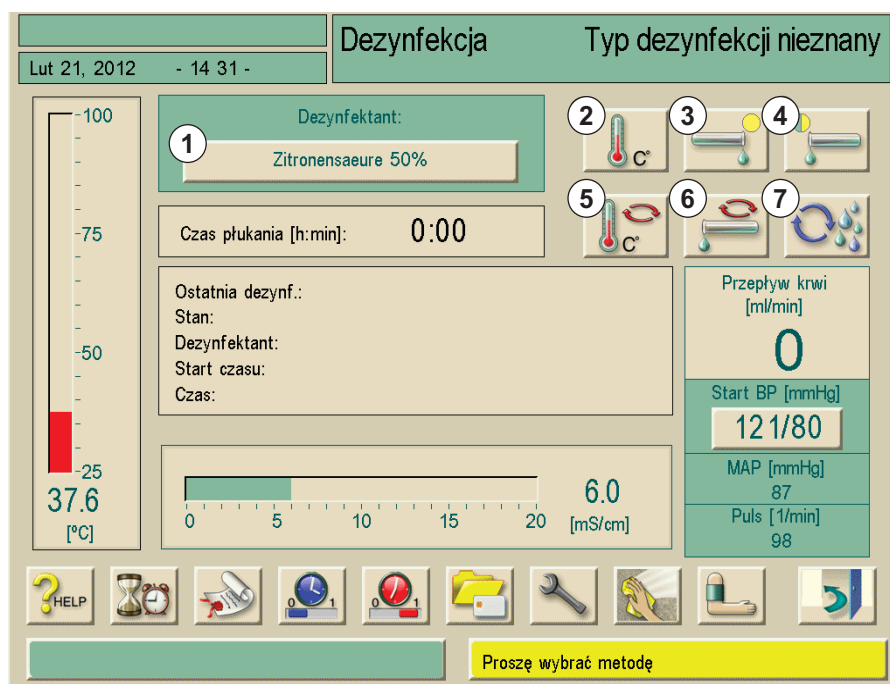 Dezynfekcja Typ dezynfekcji nieznany
Lut 21, 2012 - 14 31 -
100
75
50
25
37.6
[ºC]
Dezynfektant:
1
Zitronensaeure 50%
2
C°
3
4
5
C°
6
7
Czas płukania [h:min]: 0:00
Ostatnia dezynf.:
Stan:
Dezynfektant:
Start czasu:
Czas:
0 5 10 15 20
6.0
[mS/cm]
Przepływ krwi
[ml/min]
0
Start BP [mmHg]
121/80
MAP [mmHg]
87
Puls [1/min]
98
?HELP
0 1
0 1
Proszę wybrać metodę